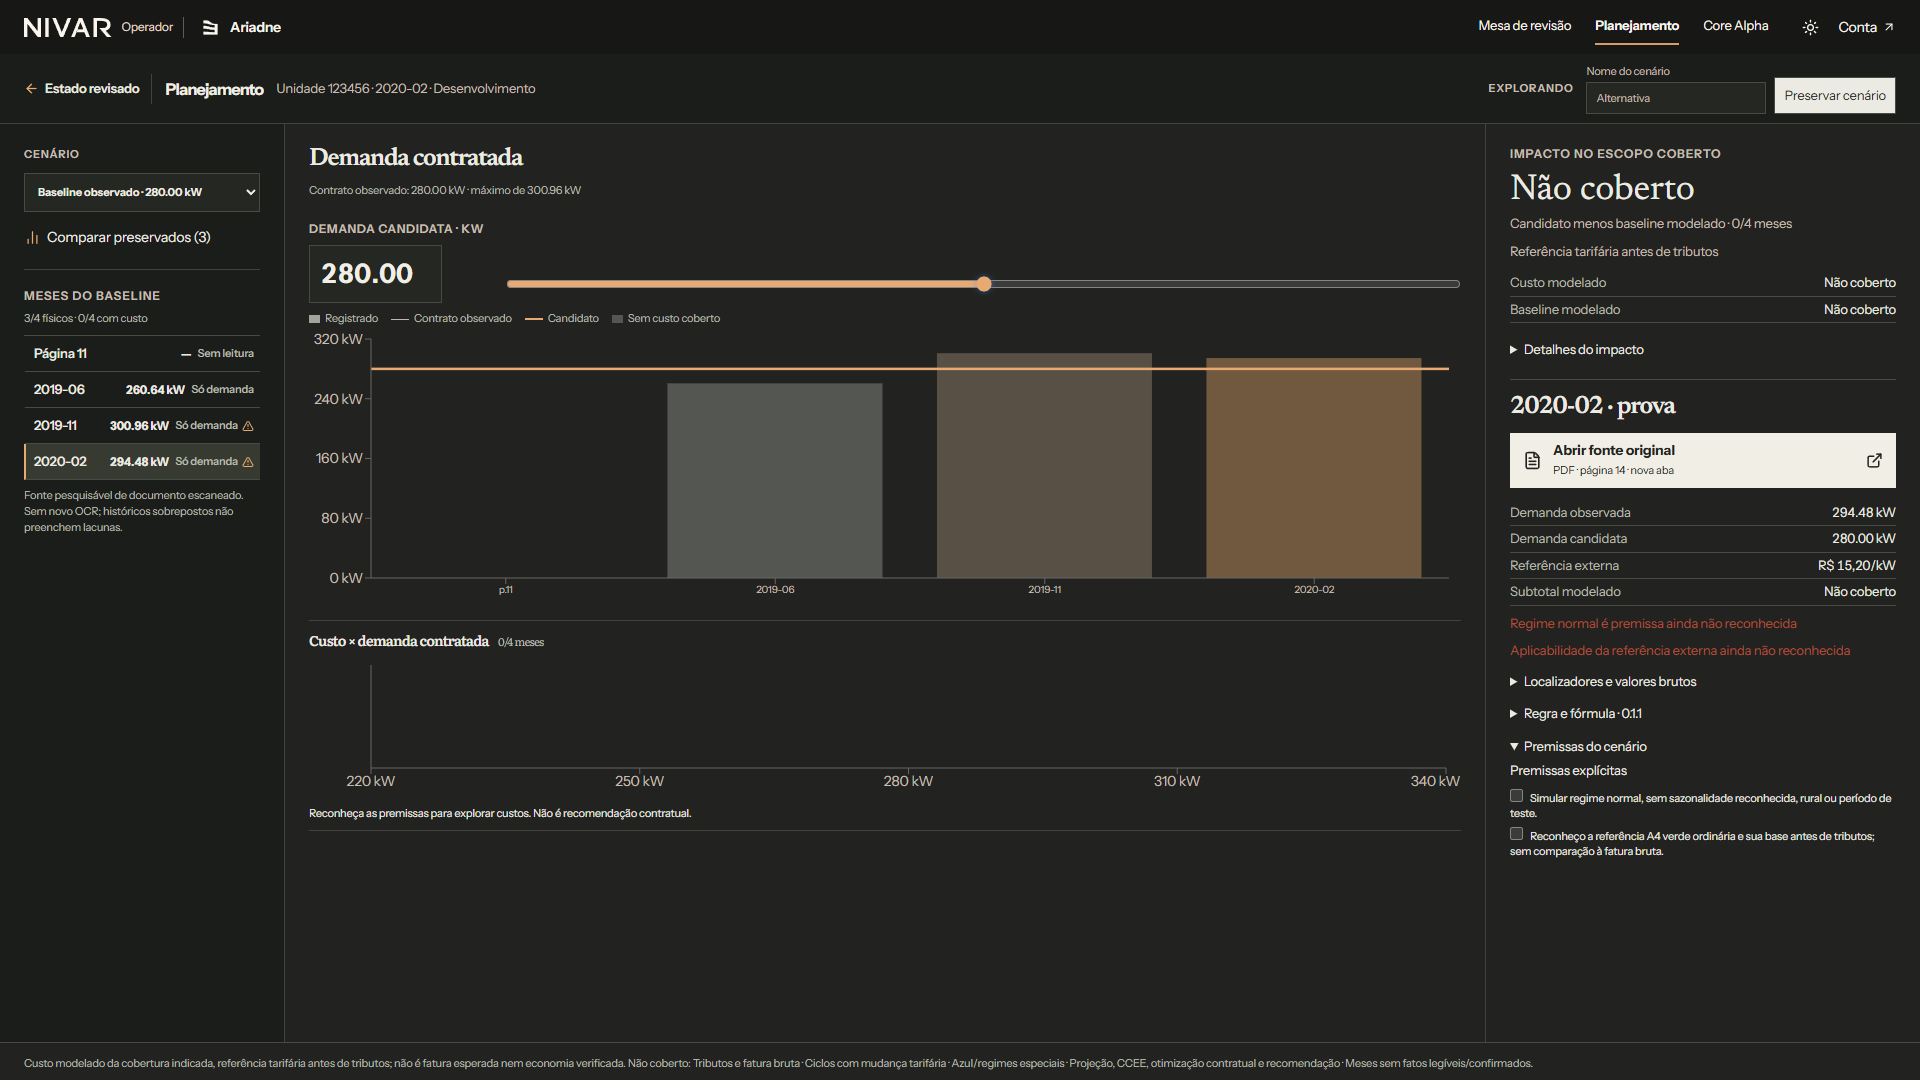 NIVAR Operador Ariadne
Mesa de revisão Planejamento Core Alpha Conta
Estado revisado Planejamento Unidade 123456 · 2020-02 · Desenvolvimento
EXPLORANDO
Nome do cenário
Alternativa
Preservar cenário
CENÁRIO
Baseline observado · 280.00 kW
Comparar preservados (3)
MESES DO BASELINE
3/4 físicos · 0/4 com custo
Página 11 — Sem leitura
2019-06 260.64 kW Só demanda
2019-11 300.96 kW Só demanda
2020-02 294.48 kW Só demanda
Fonte pesquisável de documento escaneado.
Sem novo OCR; históricos sobrepostos não
preenchem lacunas.
Demanda contratada
Contrato observado: 280.00 kW · máximo de 300.96 kW
DEMANDA CANDIDATA · KW
280.00
Registrado Contrato observado Candidato Sem custo coberto
320 kW
240 kW
160 kW
80 kW
0 kW
p.11 2019-06 2019-11 2020-02
Custo × demanda contratada 0/4 meses
220 kW 250 kW 280 kW 310 kW 340 kW
Reconheça as premissas para explorar custos. Não é recomendação contratual.
IMPACTO NO ESCOPO COBERTO
Não coberto
Candidato menos baseline modelado · 0/4 meses
Referência tarifária antes de tributos
Custo modelado Não coberto
Baseline modelado Não coberto
Detalhes do impacto
2020-02 · prova
Abrir fonte original
PDF · página 14 · nova aba
Demanda observada 294.48 kW
Demanda candidata 280.00 kW
Referência externa R$ 15,20/kW
Subtotal modelado Não coberto
Regime normal é premissa ainda não reconhecida
Aplicabilidade da referência externa ainda não reconhecida
Localizadores e valores brutos
Regra e fórmula · 0.1.1
Premissas do cenário
Premissas explícitas
Simular regime normal, sem sazonalidade reconhecida, rural ou período de
teste.
Reconheço a referência A4 verde ordinária e sua base antes de tributos;
sem comparação à fatura bruta.
Custo modelado da cobertura indicada, referência tarifária antes de tributos; não é fatura esperada nem economia verificada. Não coberto: Tributos e fatura bruta · Ciclos com mudança tarifária · Azul/regimes especiais · Projeção, CCEE, otimização contratual e recomendação · Meses sem fatos legíveis/confirmados.